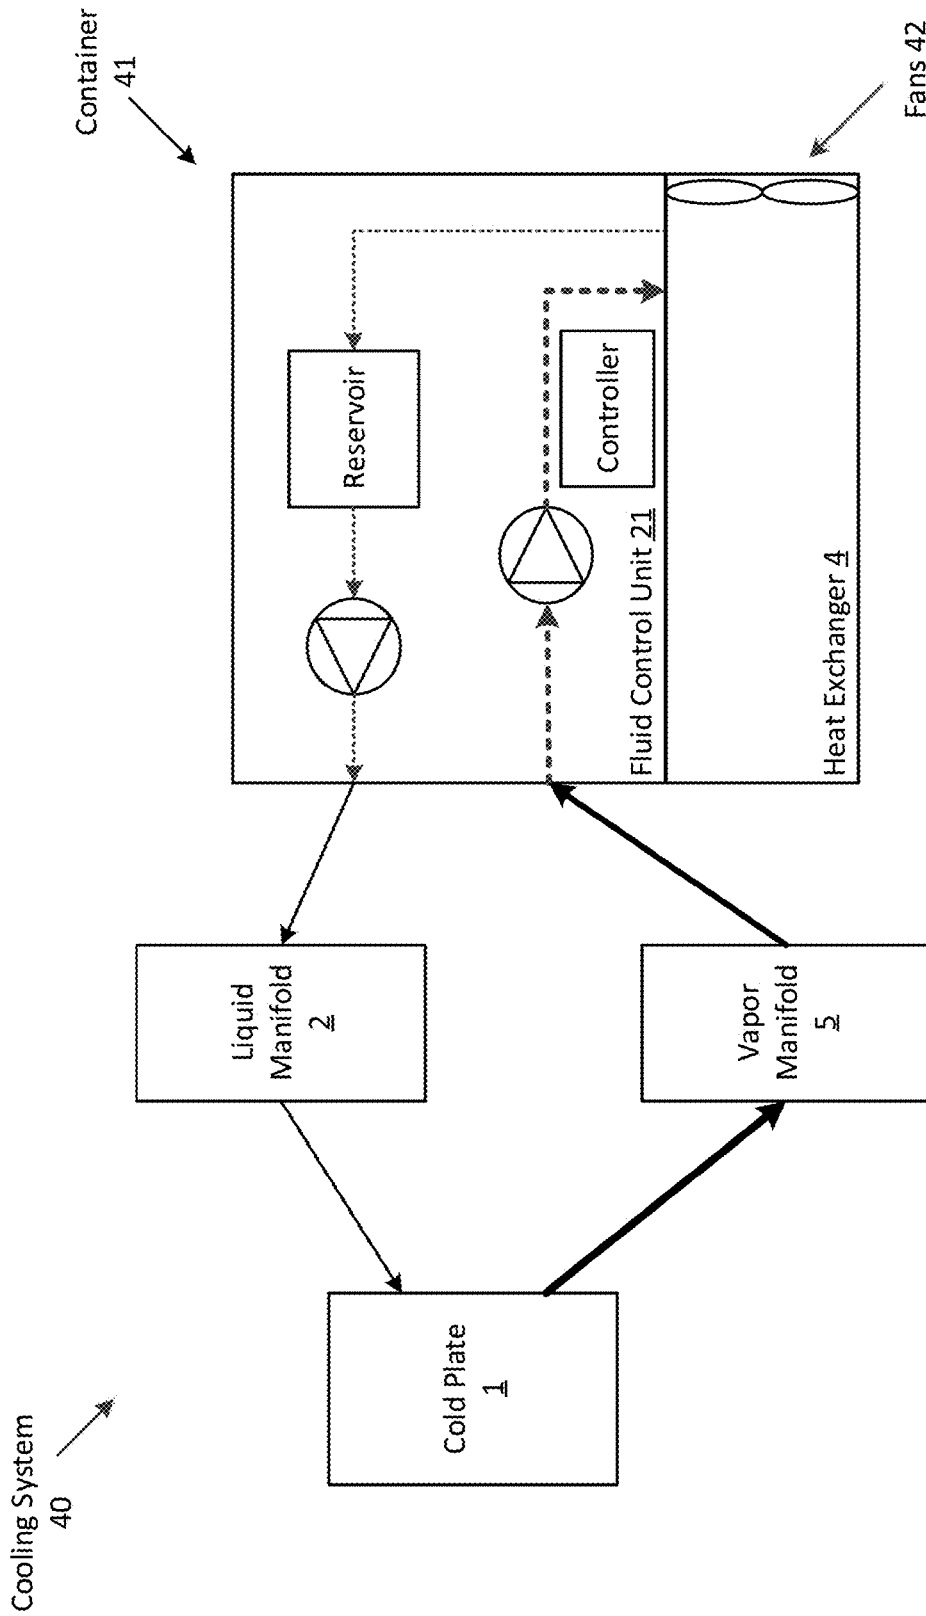 Cooling System
40
Cold Plate
1
Liquid
Manifold
2
Vapor
Manifold
5
Container
41
Reservoir
Controller
Fluid Control Unit 21
Heat Exchanger 4
Fans 42